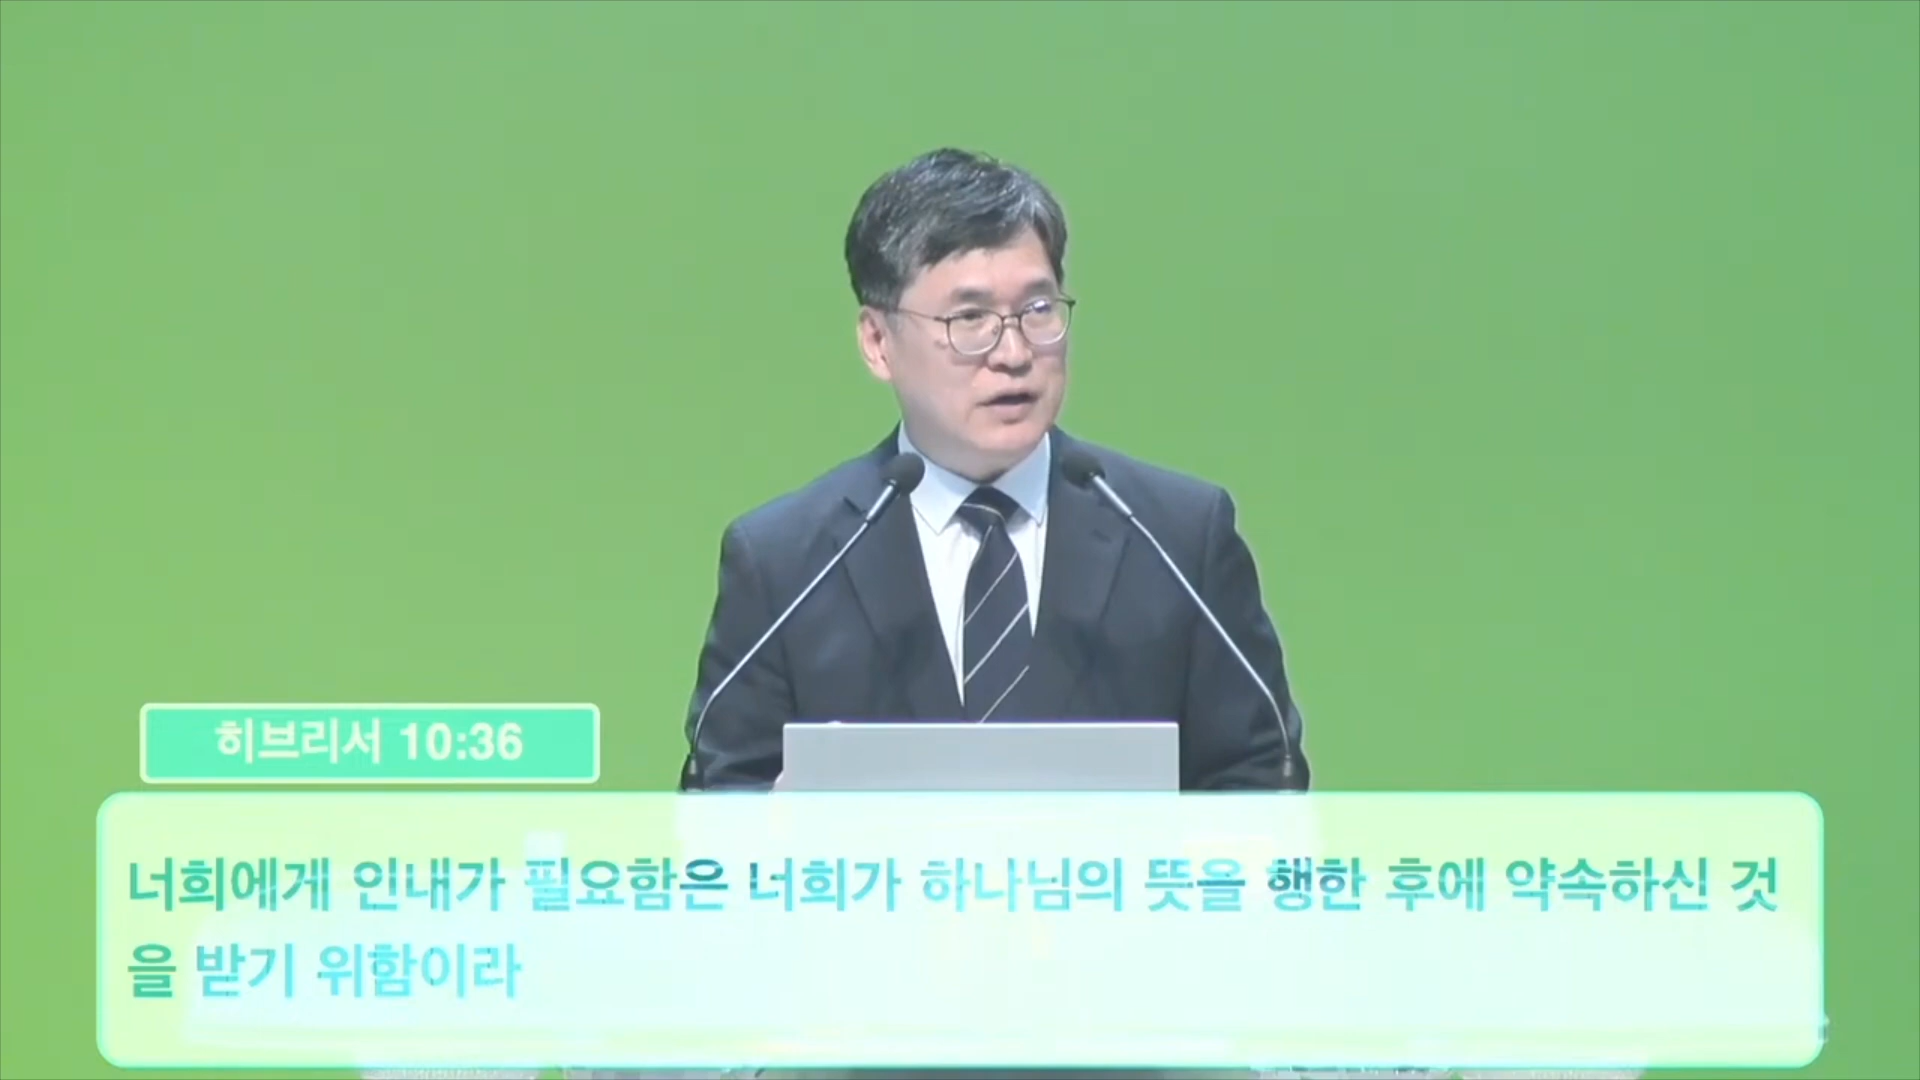 히브리서 10:36
너희에게 인내가 필요함은 너희가 하나님의 뜻을 행한 후에 약속하신 것
을 받기 위함이라